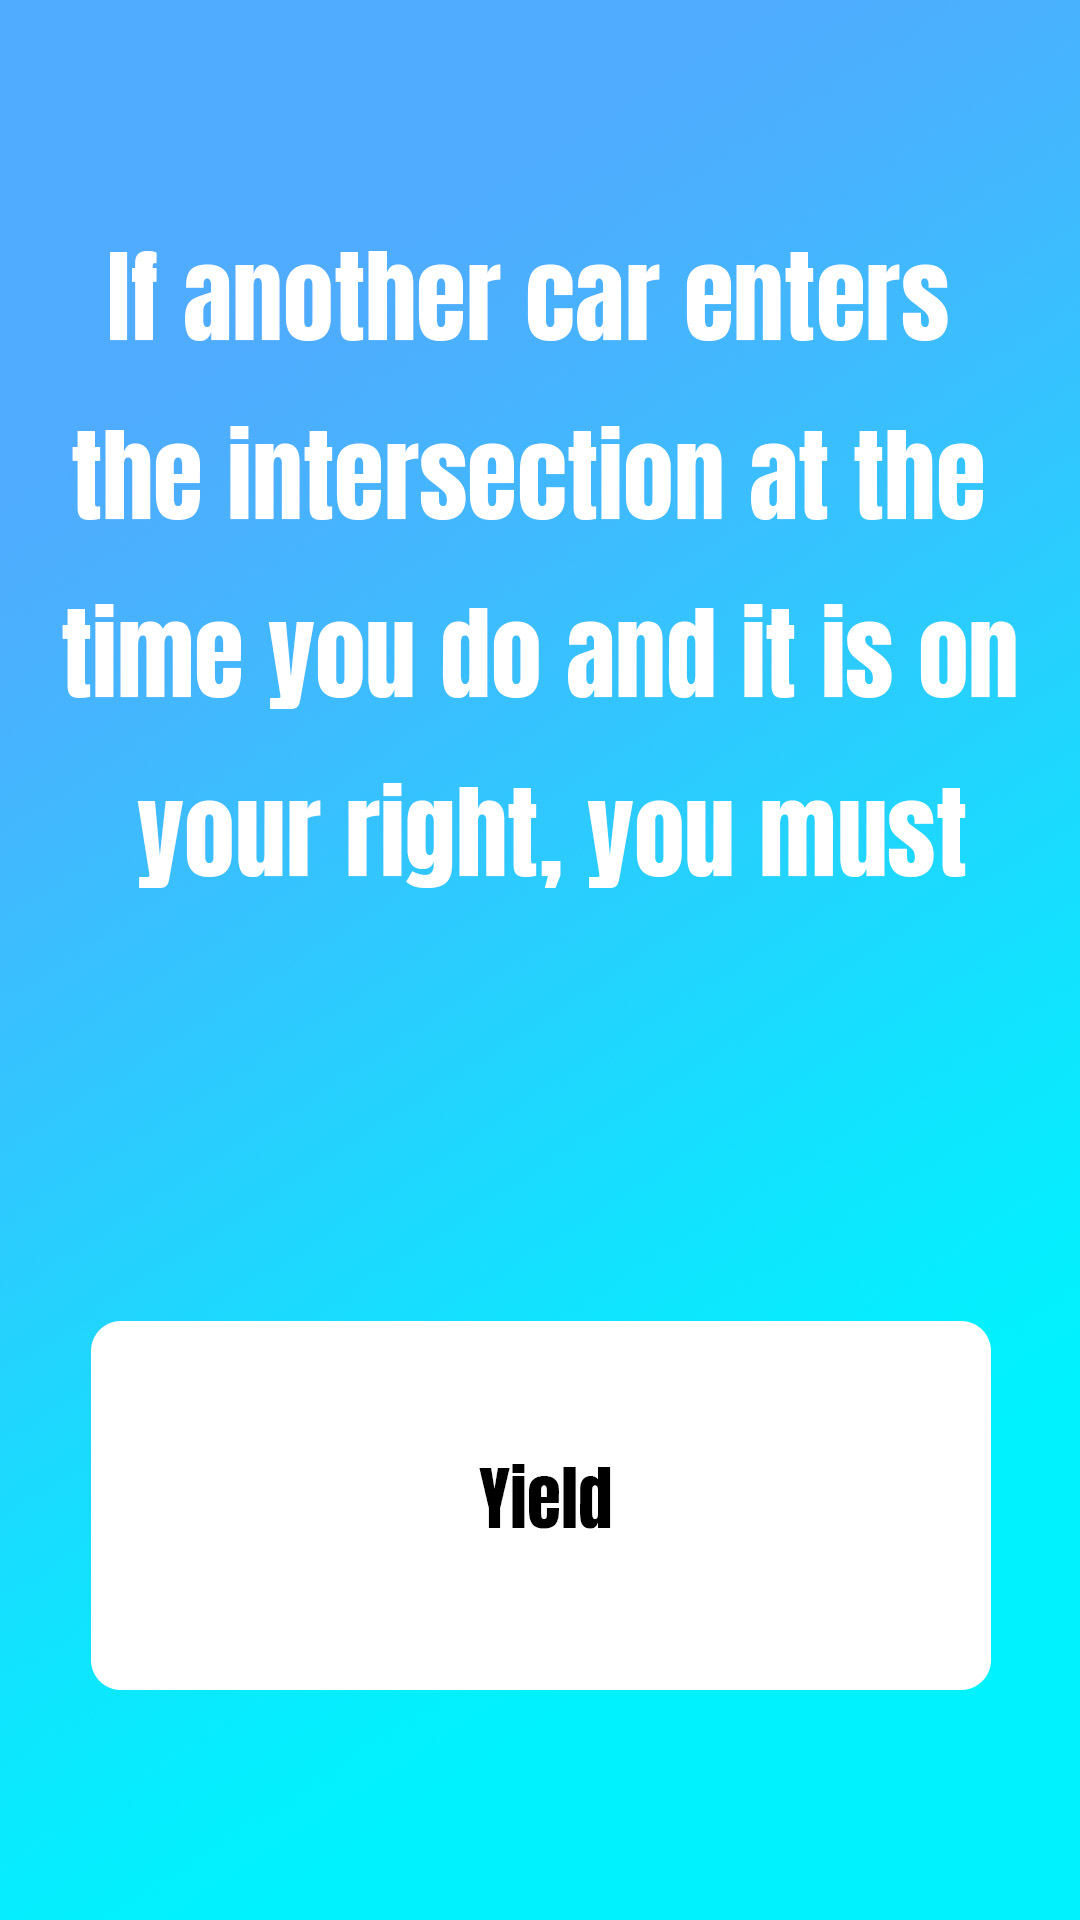 If another car enters
the intersection at the
time you do and it is on
your right, you must
Yield